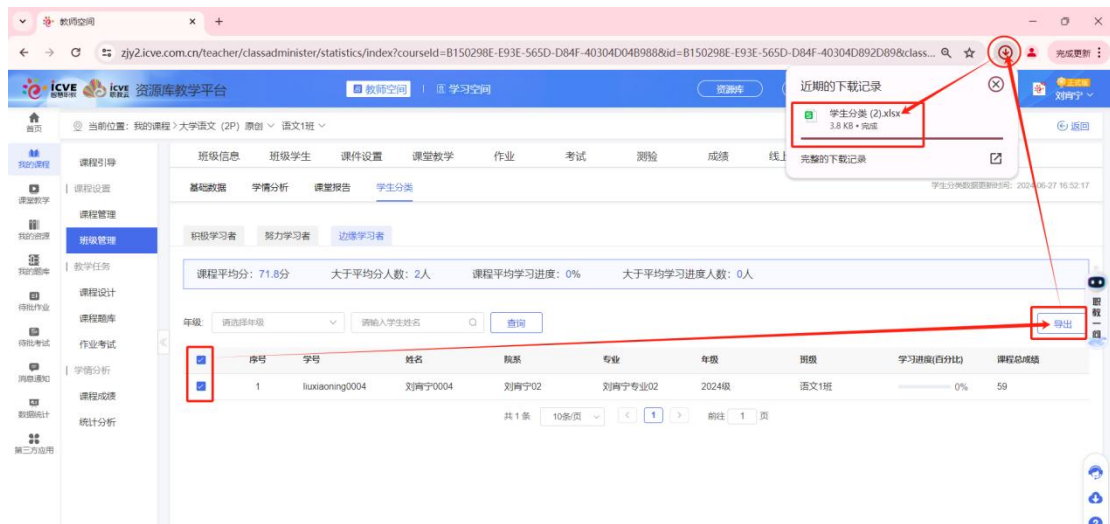 教师空间
zjy2.icve.com.cn/teacher/classadminister/statistics/index?courseId=B150298E-E93E-565D-D84F-40304D04B988&id=B150298E-E93E-565D-D84F-40304D892D89&class...
完成更新
智慧职教 icve 资源库教学平台 教师空间 学习空间 资源库 刘宵宁
近期的下载记录
学生分类 (2).xlsx
3.8 KB • 完成
完整的下载记录
首页 当前位置: 我的课程 > 大学语文 (2P) 原创 语文1班 返回
我的课程
课堂教学
我的资源
我的题库
待批作业
待批考试
消息通知
数据统计
第三方应用
课程引导
课程设置
课程管理
班级管理
教学任务
课程设计
课程题库
作业考试
学情分析
课程成绩
统计分析
班级信息 班级学生 课件设置 课堂教学 作业 考试 测验 成绩 线上
基础数据 学情分析 课堂报告 学生分类 学生分类数据更新时间: 2024-06-27 16:52:17
积极学习者 努力学习者 边缘学习者
课程平均分: 71.8分 大于平均分人数: 2人 课程平均学习进度: 0% 大于平均学习进度人数: 0人
年级: 请选择年级 请输入学生姓名 查询 导出
序号 学号 姓名 院系 专业 年级 班级 学习进度(百分比) 课程总成绩
1 liuxiaoning0004 刘宵宁0004 刘宵宁02 刘宵宁专业02 2024级 语文1班 0% 59
共 1 条 10条/页 1 前往 1 页
职教一问